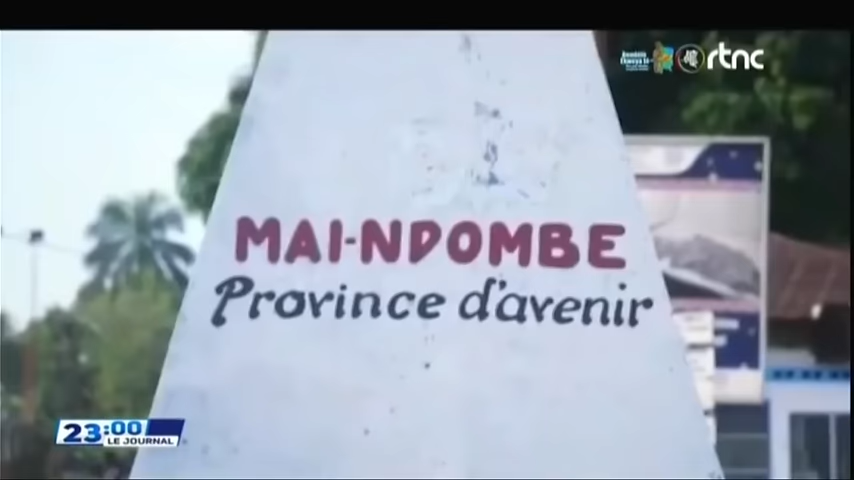 rtnc
MAI-NDOMBE
Province d'avenir
23:00
LE JOURNAL